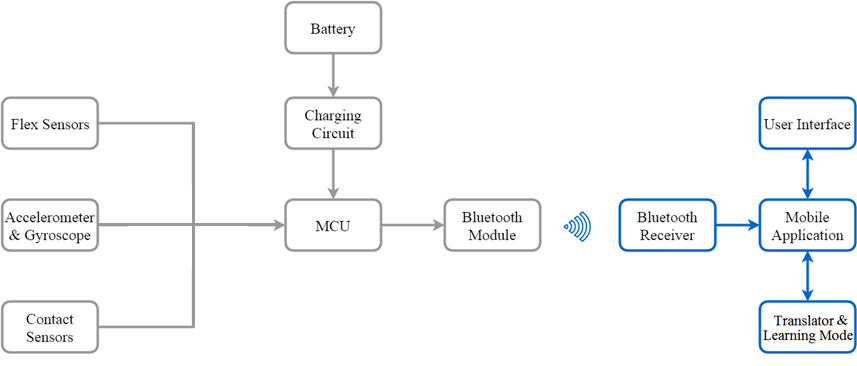 Battery
Flex Sensors
Charging
Circuit
User Interface
Accelerometer
& Gyroscope
MCU
Bluetooth
Module
Bluetooth
Receiver
Mobile
Application
Contact
Sensors
Translator &
Learning Mode